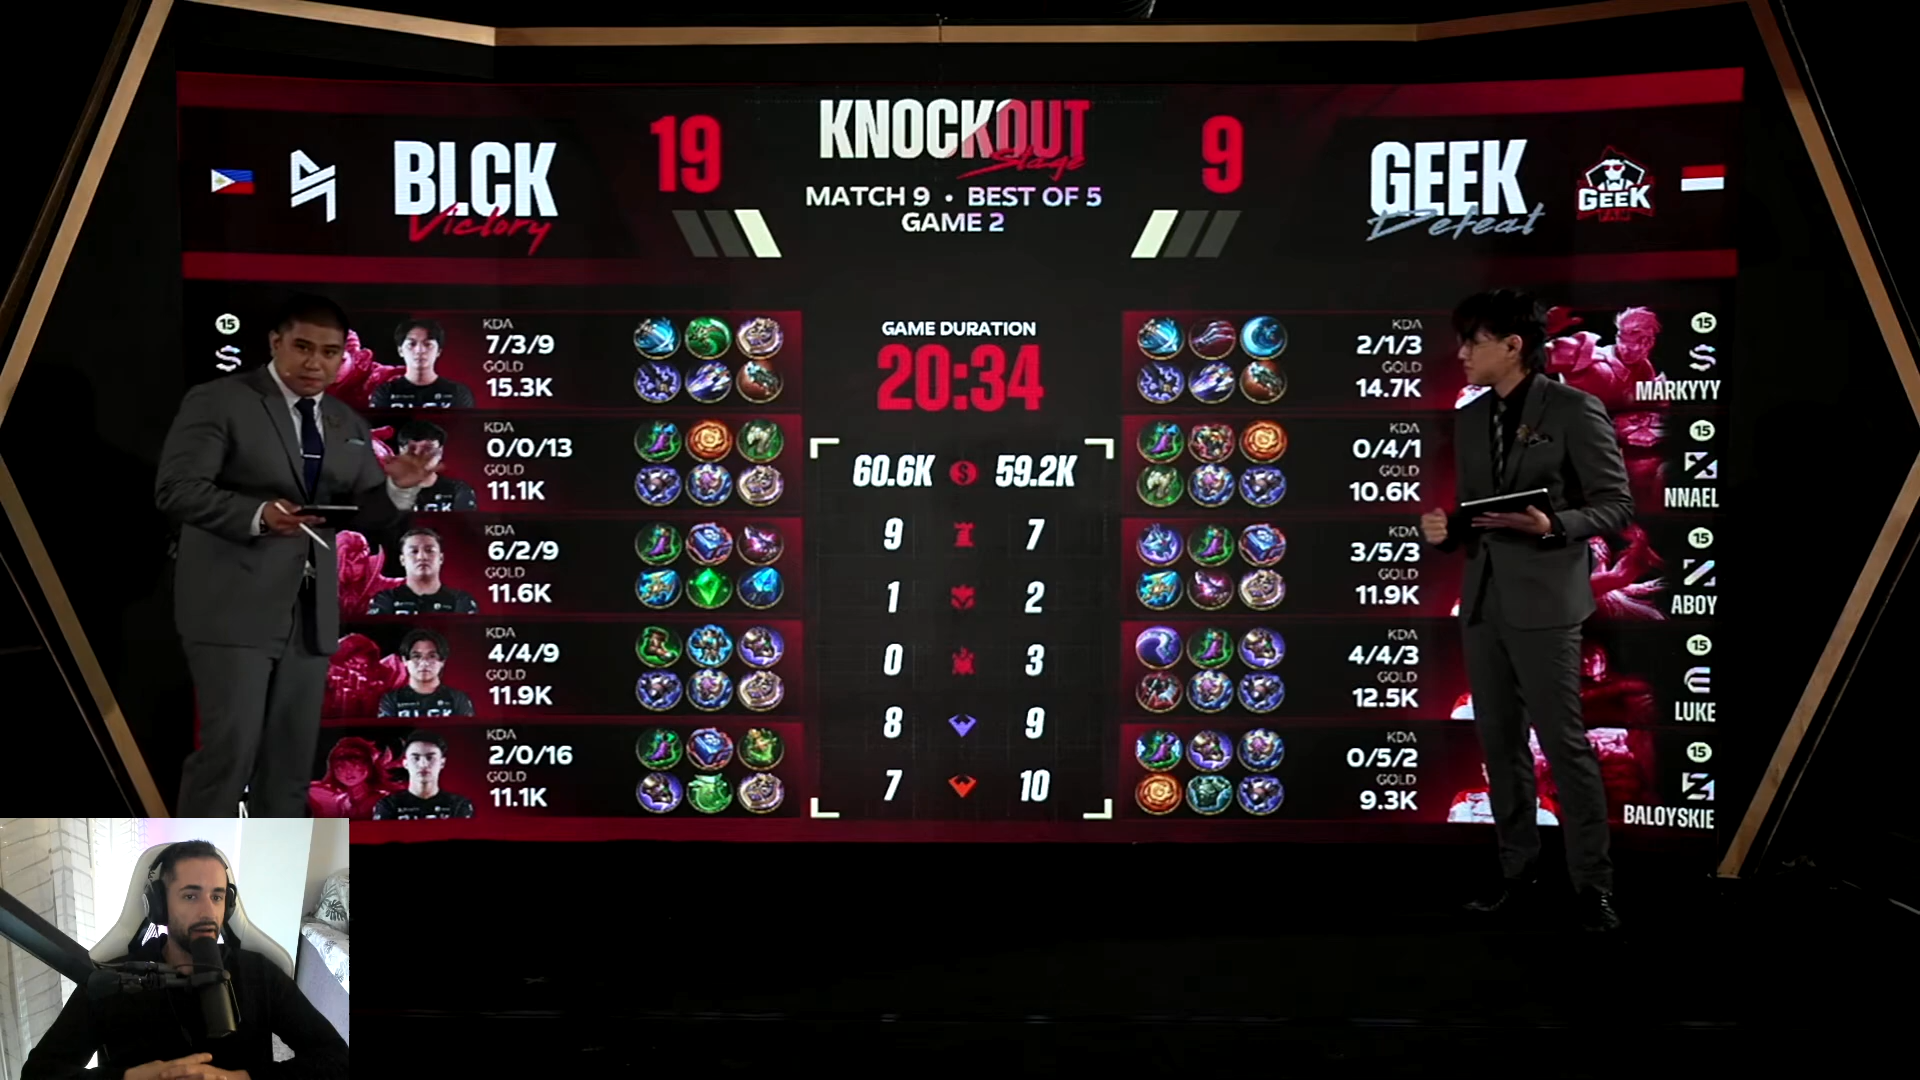 BLCK
Victory
19
KNOCKOUT
Stage
MATCH 9 • BEST OF 5
GAME 2
9
GEEK
Defeat
GEEK
FAM
15
KDA
7/3/9
GOLD
15.3K
KDA
0/0/13
GOLD
11.1K
KDA
6/2/9
GOLD
11.6K
KDA
4/4/9
GOLD
11.9K
KDA
2/0/16
GOLD
11.1K
GAME DURATION
20:34
60.6K 59.2K
9 7
1 2
0 3
8 9
7 10
KDA
2/1/3
GOLD
14.7K
15
MARKYYY
KDA
0/4/1
GOLD
10.6K
15
NNAEL
KDA
3/5/3
GOLD
11.9K
15
ABOY
KDA
4/4/3
GOLD
12.5K
15
LUKE
KDA
0/5/2
GOLD
9.3K
15
BALOYSKIE